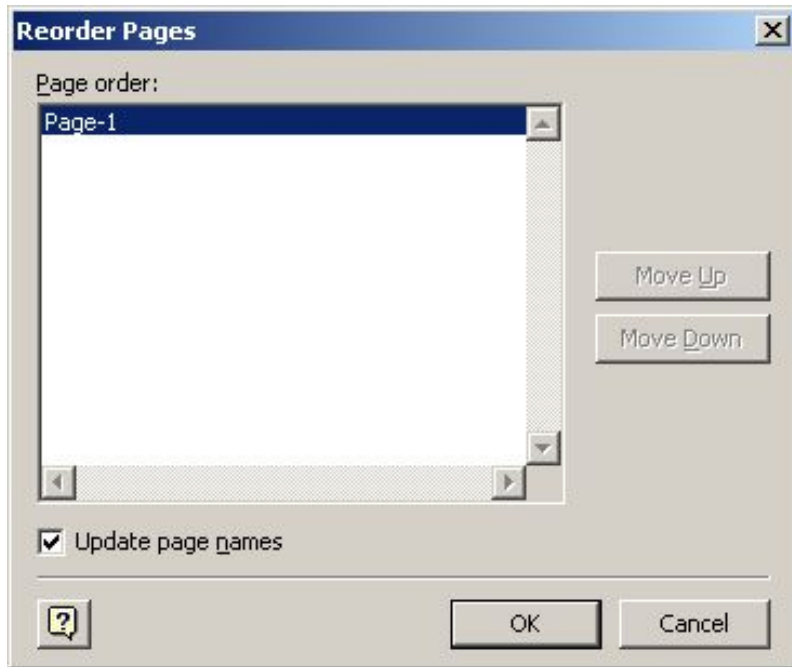 Reorder Pages
Page order:
Page-1
Move Up
Move Down
Update page names
?
OK
Cancel